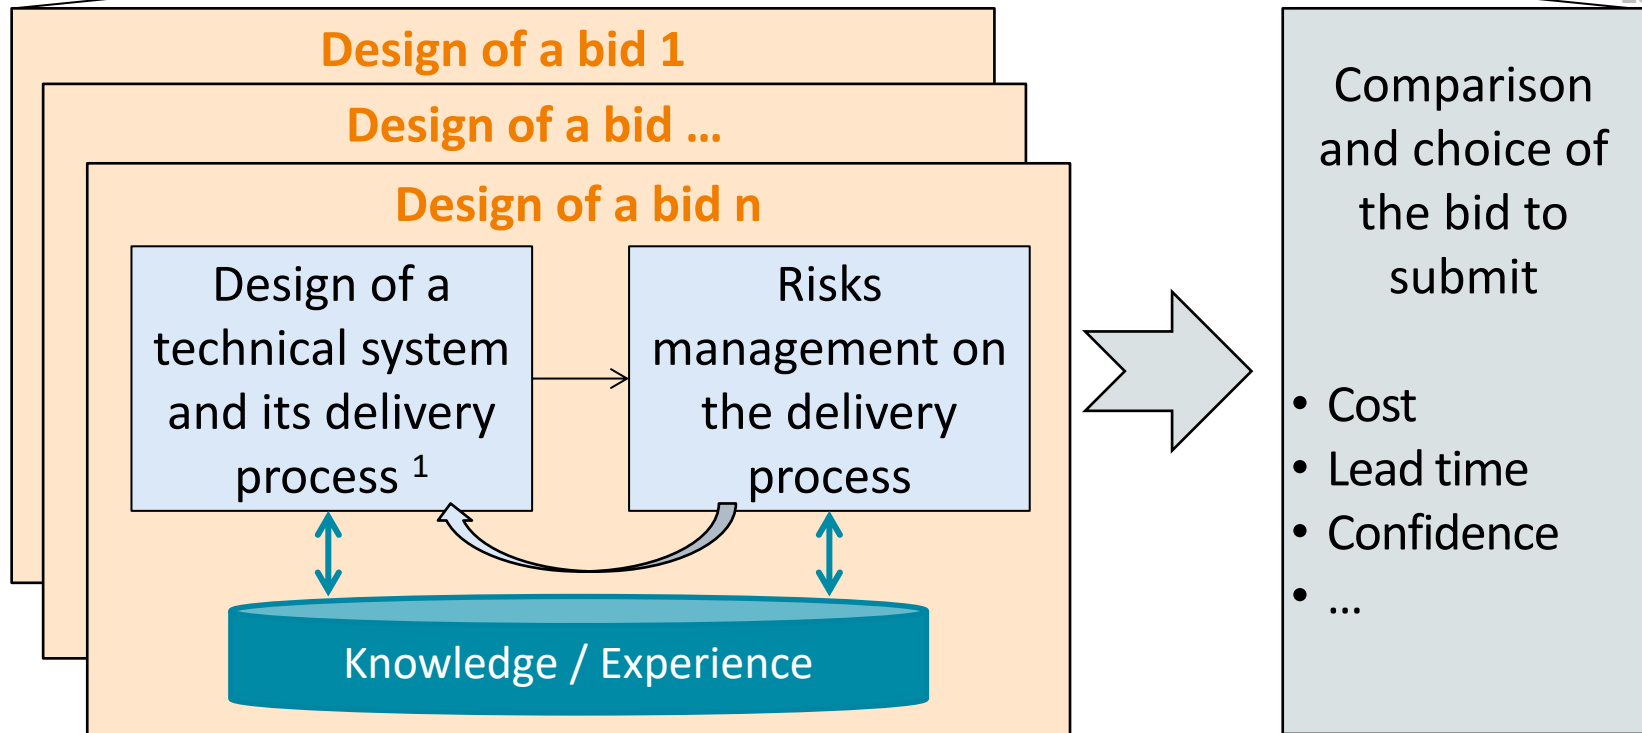 Design of a bid 1
Design of a bid ...
Design of a bid n
Design of a
technical system
and its delivery
process ¹
Risks
management on
the delivery
process
Knowledge / Experience
Comparison
and choice of
the bid to
submit
• Cost
• Lead time
• Confidence
• ...